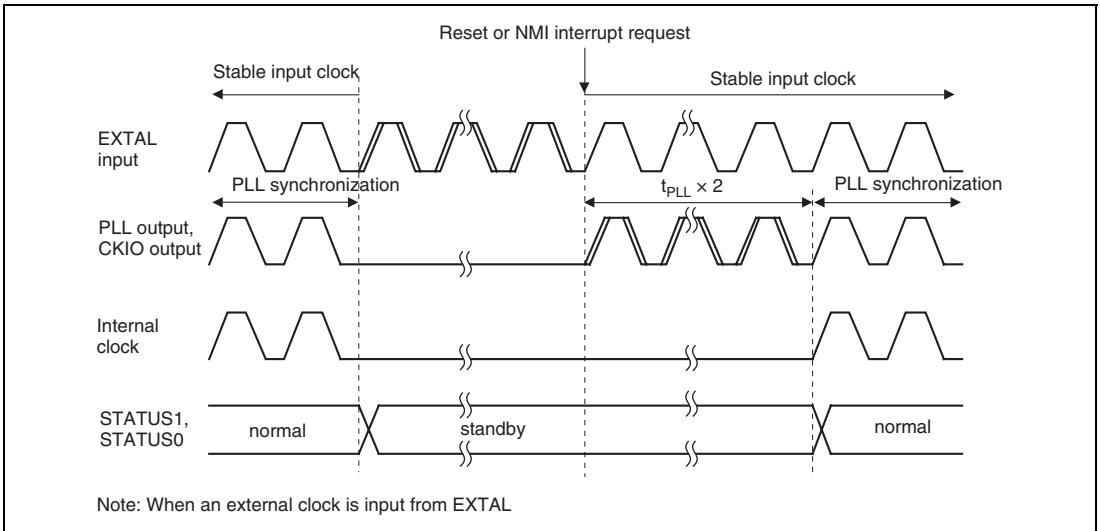 Reset or NMI interrupt request
Stable input clock
Stable input clock
EXTAL
input
PLL synchronization
tPLL × 2
PLL synchronization
PLL output,
CKIO output
Internal
clock
STATUS1,
STATUS0
normal
standby
normal
Note: When an external clock is input from EXTAL